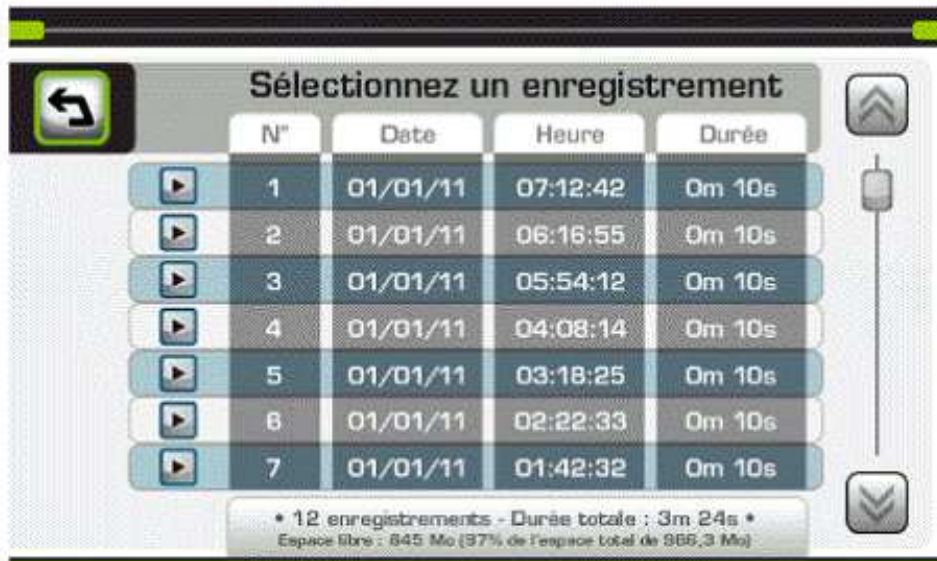 Sélectionnez un enregistrement
N° Date Heure Durée
1 01/01/11 07:12:42 0m 10s
2 01/01/11 06:16:55 0m 10s
3 01/01/11 05:54:12 0m 10s
4 01/01/11 04:08:14 0m 10s
5 01/01/11 03:18:25 0m 10s
6 01/01/11 02:22:33 0m 10s
7 01/01/11 01:42:32 0m 10s
• 12 enregistrements - Durée totale : 3m 24s •
Espace libre : 845 Mo (97% de l'espace total de 966,3 Mo)